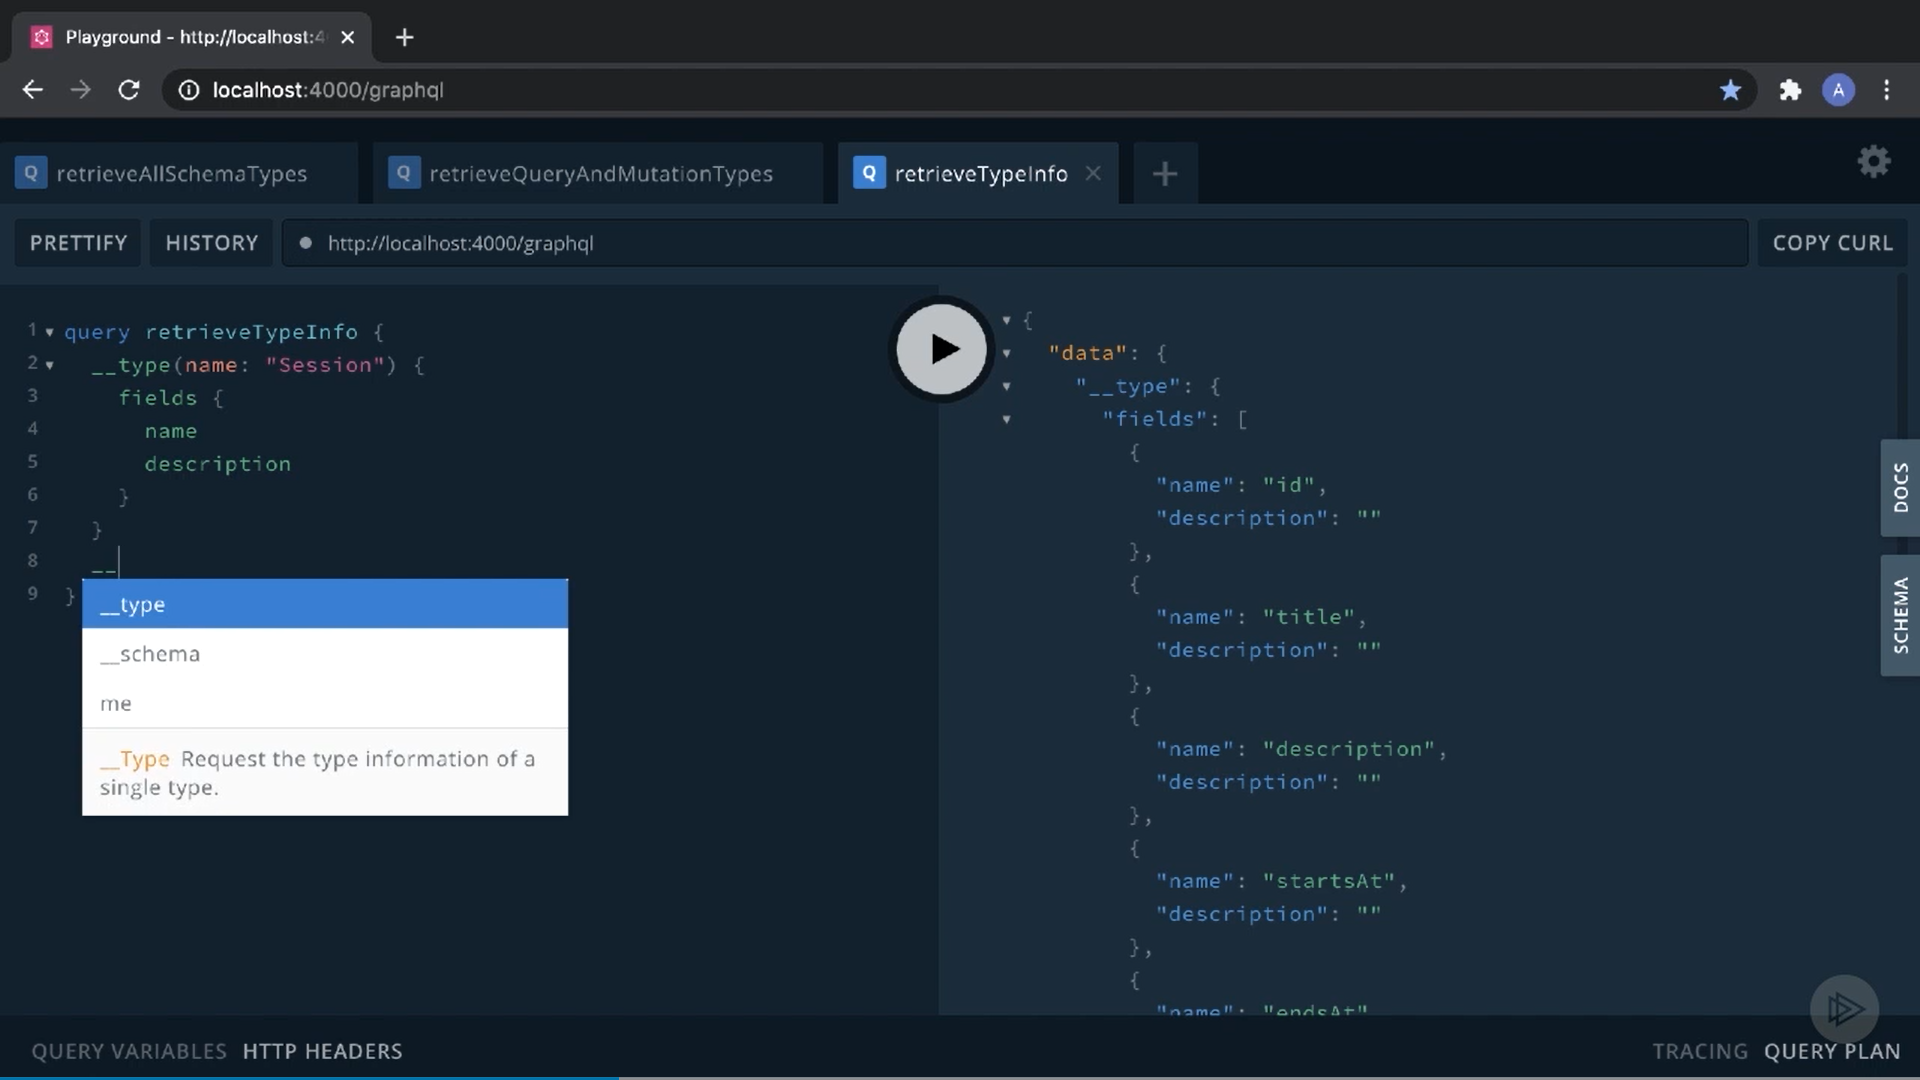 Playground - http://localhost:4
localhost:4000/graphql
A
Q retrieveAllSchemaTypes
Q retrieveQueryAndMutationTypes
Q retrieveTypeInfo
PRETTIFY
HISTORY
http://localhost:4000/graphql
COPY CURL
1 query retrieveTypeInfo {
2 __type(name: "Session") {
3 fields {
4 name
5 description
6 }
7 }
8 __
9 }
__type
__schema
me
__Type Request the type information of a
single type.
{
"data": {
"__type": {
"fields": [
{
"name": "id",
"description": ""
},
{
"name": "title",
"description": ""
},
{
"name": "description",
"description": ""
},
{
"name": "startsAt",
"description": ""
},
{
"name": "endsAt"
DOCS
SCHEMA
QUERY VARIABLES
HTTP HEADERS
TRACING
QUERY PLAN